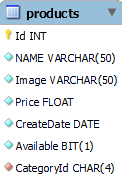 products
Id INT
NAME VARCHAR(50)
Image VARCHAR(50)
Price FLOAT
CreateDate DATE
Available BIT(1)
CategoryId CHAR(4)